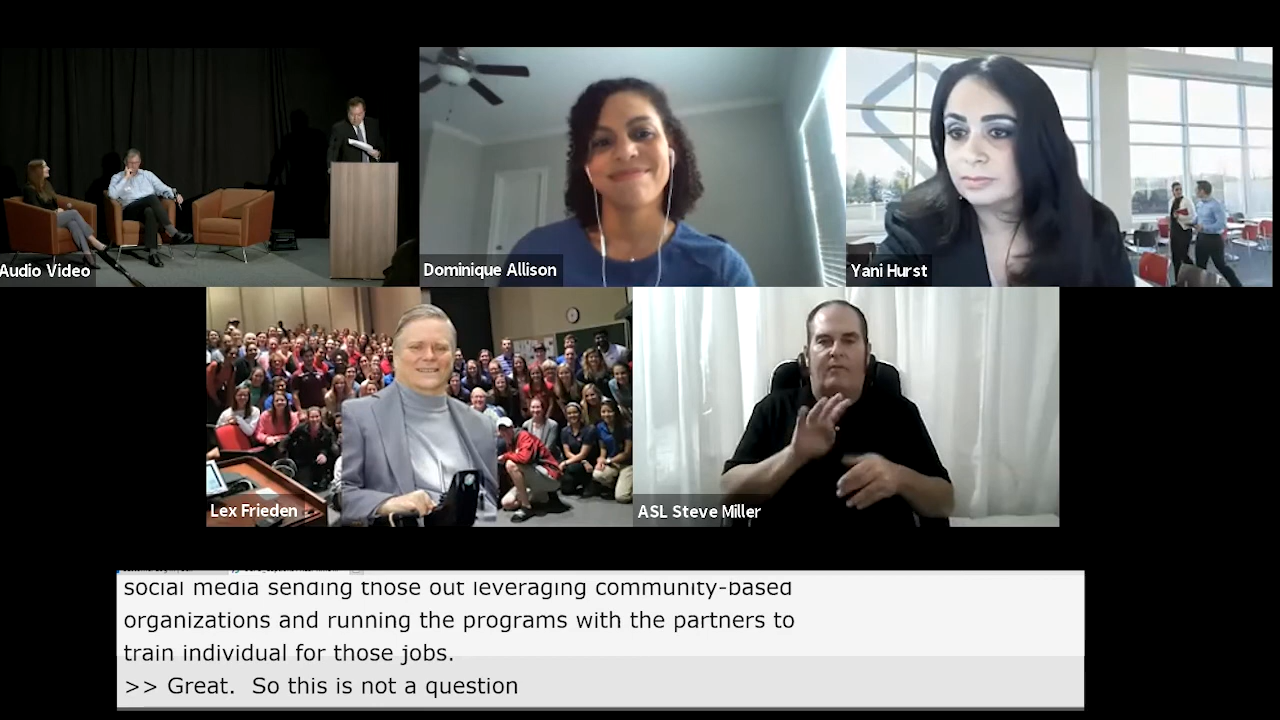 Audio Video
Dominique Allison
Yani Hurst
Lex Frieden
ASL Steve Miller
social media sending those out leveraging community-based
organizations and running the programs with the partners to
train individual for those jobs.
>> Great.  So this is not a question